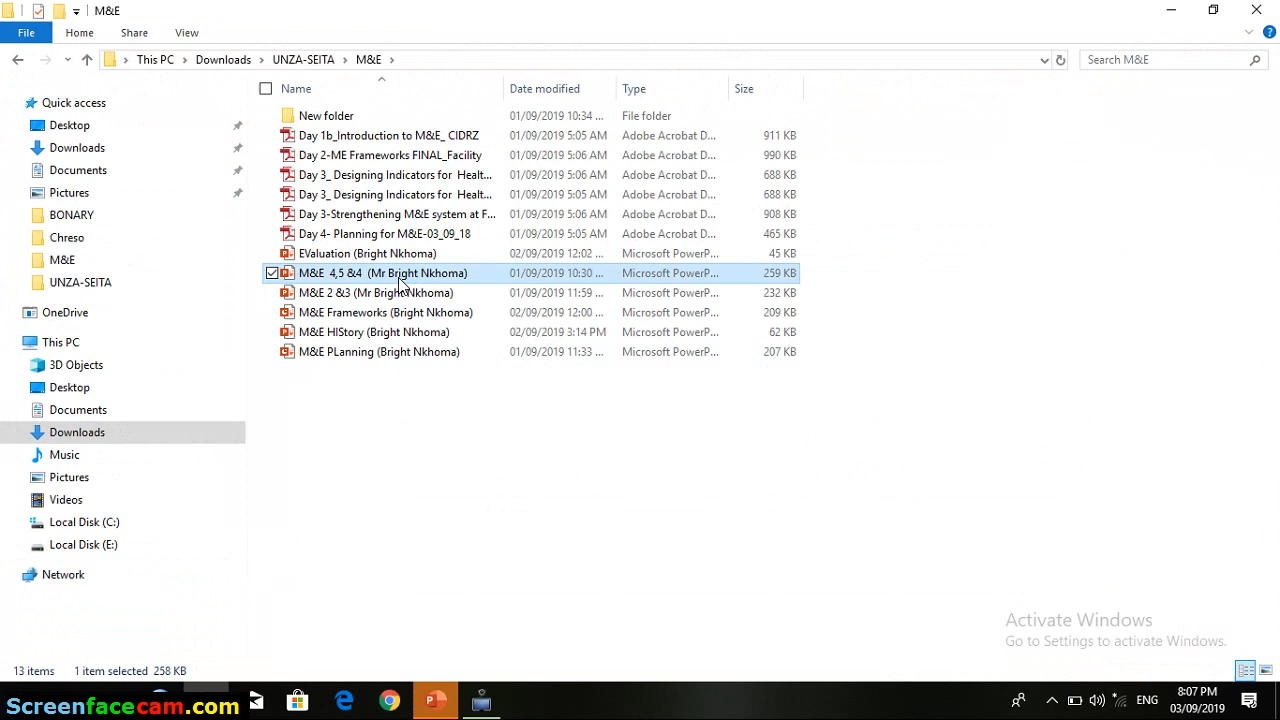 M&E
File Home Share View
This PC Downloads UNZA-SEITA M&E Search M&E
Name Date modified Type Size
Quick access
Desktop
Downloads
Documents
Pictures
BONARY
Chreso
M&E
UNZA-SEITA
OneDrive
This PC
3D Objects
Desktop
Documents
Downloads
Music
Pictures
Videos
Local Disk (C:)
Local Disk (E:)
Network
New folder 01/09/2019 10:34 ... File folder
Day 1b_Introduction to M&E_ CIDRZ 01/09/2019 5:05 AM Adobe Acrobat D... 911 KB
Day 2-ME Frameworks FINAL_Facility 01/09/2019 5:06 AM Adobe Acrobat D... 990 KB
Day 3_ Designing Indicators for Healt... 01/09/2019 5:06 AM Adobe Acrobat D... 688 KB
Day 3_ Designing Indicators for Healt... 01/09/2019 5:05 AM Adobe Acrobat D... 688 KB
Day 3-Strengthening M&E system at F... 01/09/2019 5:06 AM Adobe Acrobat D... 908 KB
Day 4- Planning for M&E-03_09_18 01/09/2019 5:05 AM Adobe Acrobat D... 465 KB
EValuation (Bright Nkhoma) 02/09/2019 12:02 ... Microsoft PowerP... 45 KB
M&E 4,5 &4 (Mr Bright Nkhoma) 01/09/2019 10:30 ... Microsoft PowerP... 259 KB
M&E 2 &3 (Mr Bright Nkhoma) 01/09/2019 11:59 ... Microsoft PowerP... 232 KB
M&E Frameworks (Bright Nkhoma) 02/09/2019 12:00 ... Microsoft PowerP... 209 KB
M&E HIStory (Bright Nkhoma) 02/09/2019 3:14 PM Microsoft PowerP... 62 KB
M&E PLanning (Bright Nkhoma) 01/09/2019 11:33 ... Microsoft PowerP... 207 KB
Activate Windows
Go to Settings to activate Windows.
13 items 1 item selected 258 KB
Screenfacecam.com
ENG
8:07 PM
03/09/2019